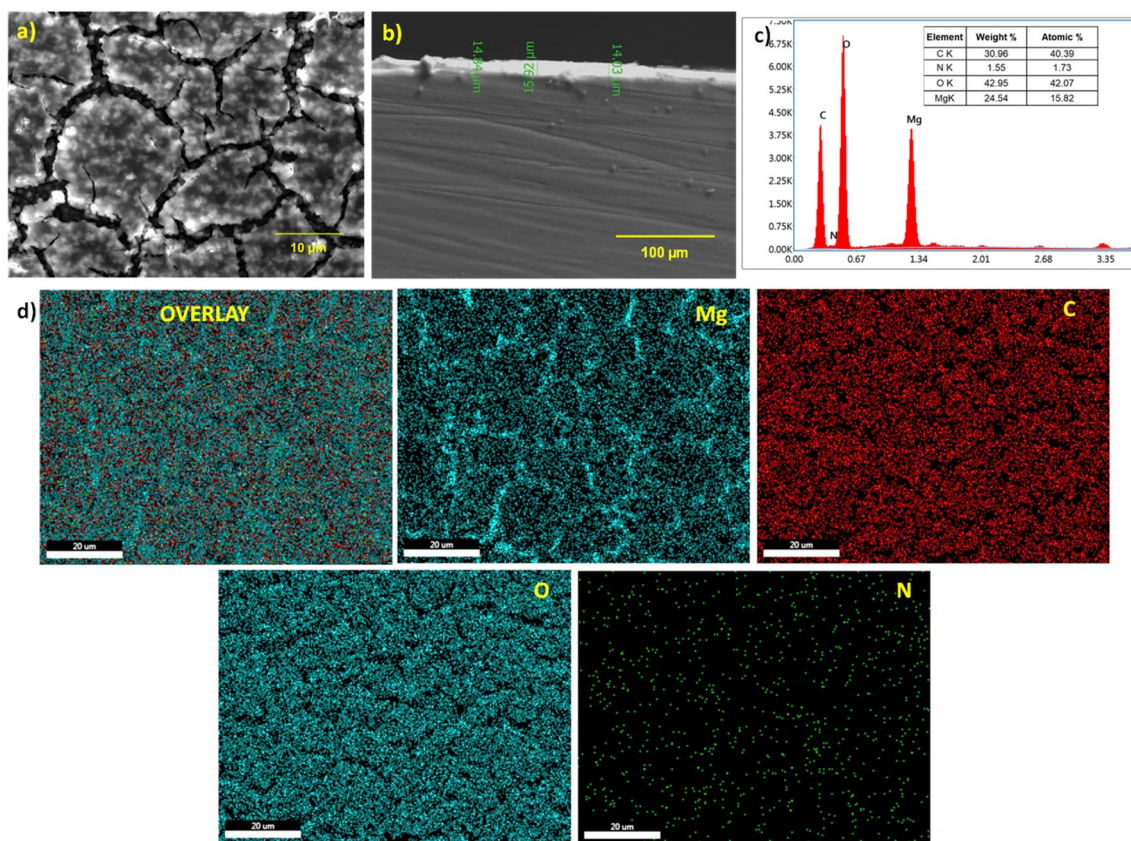 a)
10 µm
b)
14.84 µm
15.92 µm
14.03 µm
100 µm
c)
7.50K
6.75K
6.00K
5.25K
4.50K
3.75K
3.00K
2.25K
1.50K
0.75K
0.00K
0.00 0.67 1.34 2.01 2.68 3.35
C
N
O
Mg
Element Weight % Atomic %
C K 30.96 40.39
N K 1.55 1.73
O K 42.95 42.07
MgK 24.54 15.82
d)
OVERLAY
20 um
Mg
20 um
C
20 um
O
20 um
N
20 um